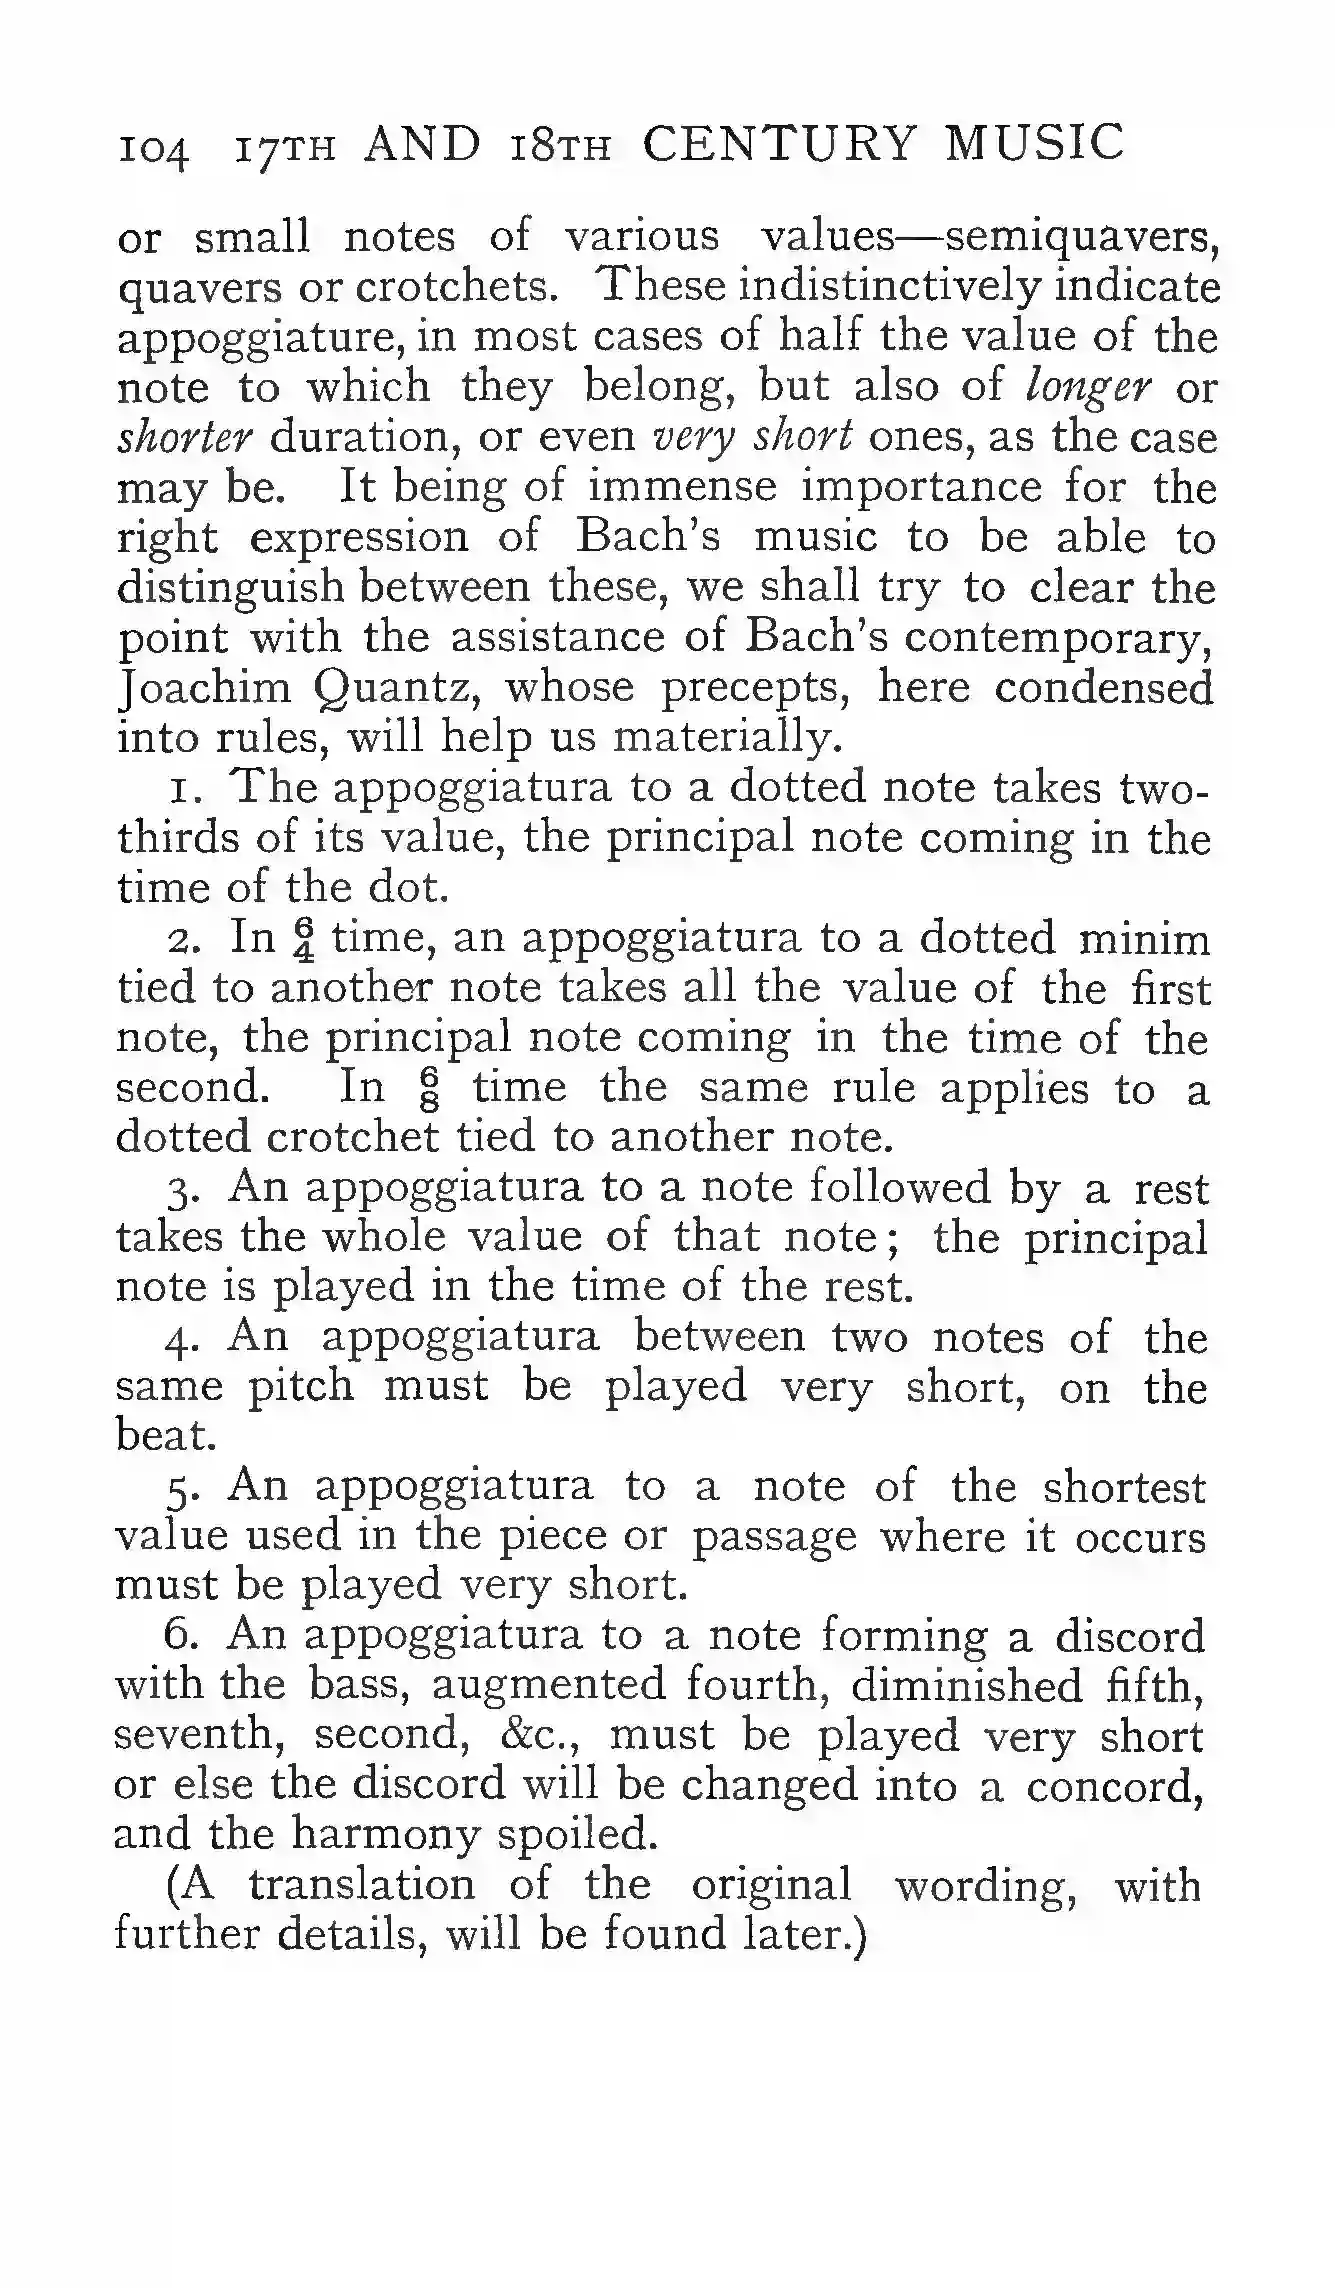 104 17TH AND 18TH CENTURY MUSIC
or small notes of various values—semiquavers,
quavers or crotchets. These indistinctively indicate
appoggiature, in most cases of half the value of the
note to which they belong, but also of longer or
shorter duration, or even very short ones, as the case
may be. It being of immense importance for the
right expression of Bach's music to be able to
distinguish between these, we shall try to clear the
point with the assistance of Bach's contemporary,
Joachim Quantz, whose precepts, here condensed
into rules, will help us materially.
1. The appoggiatura to a dotted note takes two-
thirds of its value, the principal note coming in the
time of the dot.
2. In 6/4 time, an appoggiatura to a dotted minim
tied to another note takes all the value of the first
note, the principal note coming in the time of the
second. In 6/8 time the same rule applies to a
dotted crotchet tied to another note.
3. An appoggiatura to a note followed by a rest
takes the whole value of that note; the principal
note is played in the time of the rest.
4. An appoggiatura between two notes of the
same pitch must be played very short, on the
beat.
5. An appoggiatura to a note of the shortest
value used in the piece or passage where it occurs
must be played very short.
6. An appoggiatura to a note forming a discord
with the bass, augmented fourth, diminished fifth,
seventh, second, &c., must be played very short
or else the discord will be changed into a concord,
and the harmony spoiled.
(A translation of the original wording, with
further details, will be found later.)